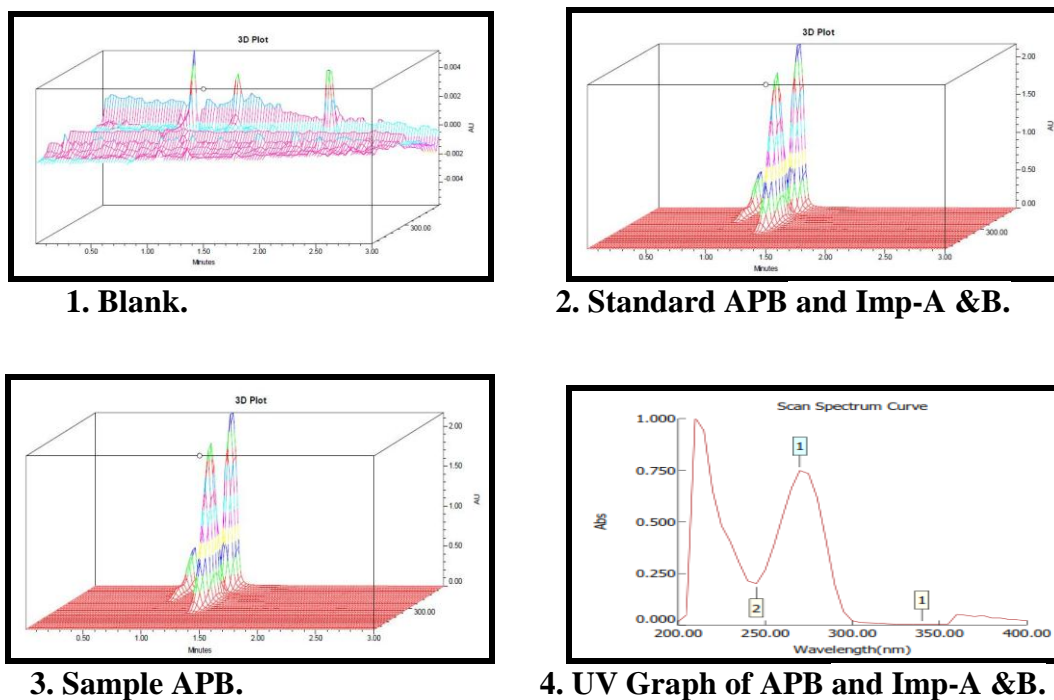 3D Plot
0.004
0.002
0.000
-0.002
-0.004
AU
300.00
0.50 1.00 1.50 2.00 2.50 3.00
Minutes
1. Blank.
3D Plot
2.00
1.50
1.00
0.50
0.00
AU
300.00
0.50 1.00 1.50 2.00 2.50 3.00
Minutes
2. Standard APB and Imp-A &B.
3D Plot
2.00
1.50
1.00
0.50
0.00
AU
300.00
0.50 1.00 1.50 2.00 2.50 3.00
Minutes
3. Sample APB.
Scan Spectrum Curve
1.000
0.750
0.500
0.250
0.000
Abs
1
2
1
200.00 250.00 300.00 350.00 400.00
Wavelength(nm)
4. UV Graph of APB and Imp-A &B.